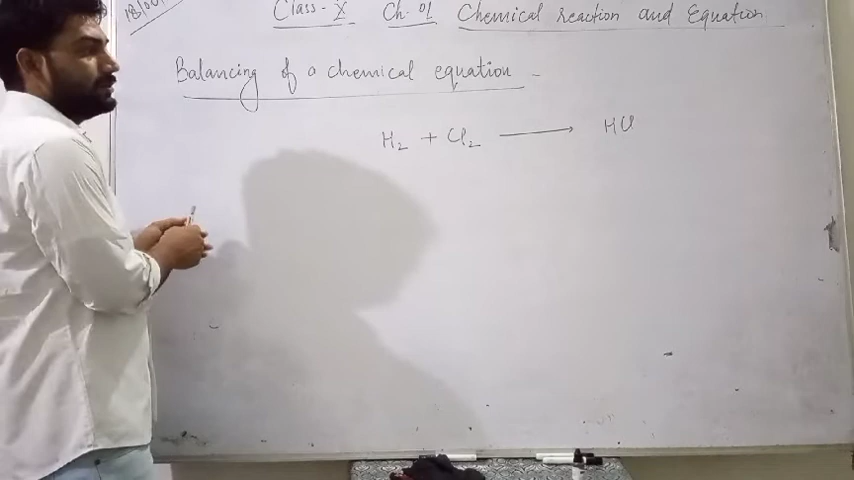 Class-X Ch.01 Chemical reaction and Equation
Balancing of a chemical equation -
H₂ + Cl₂ ⟶ HCl